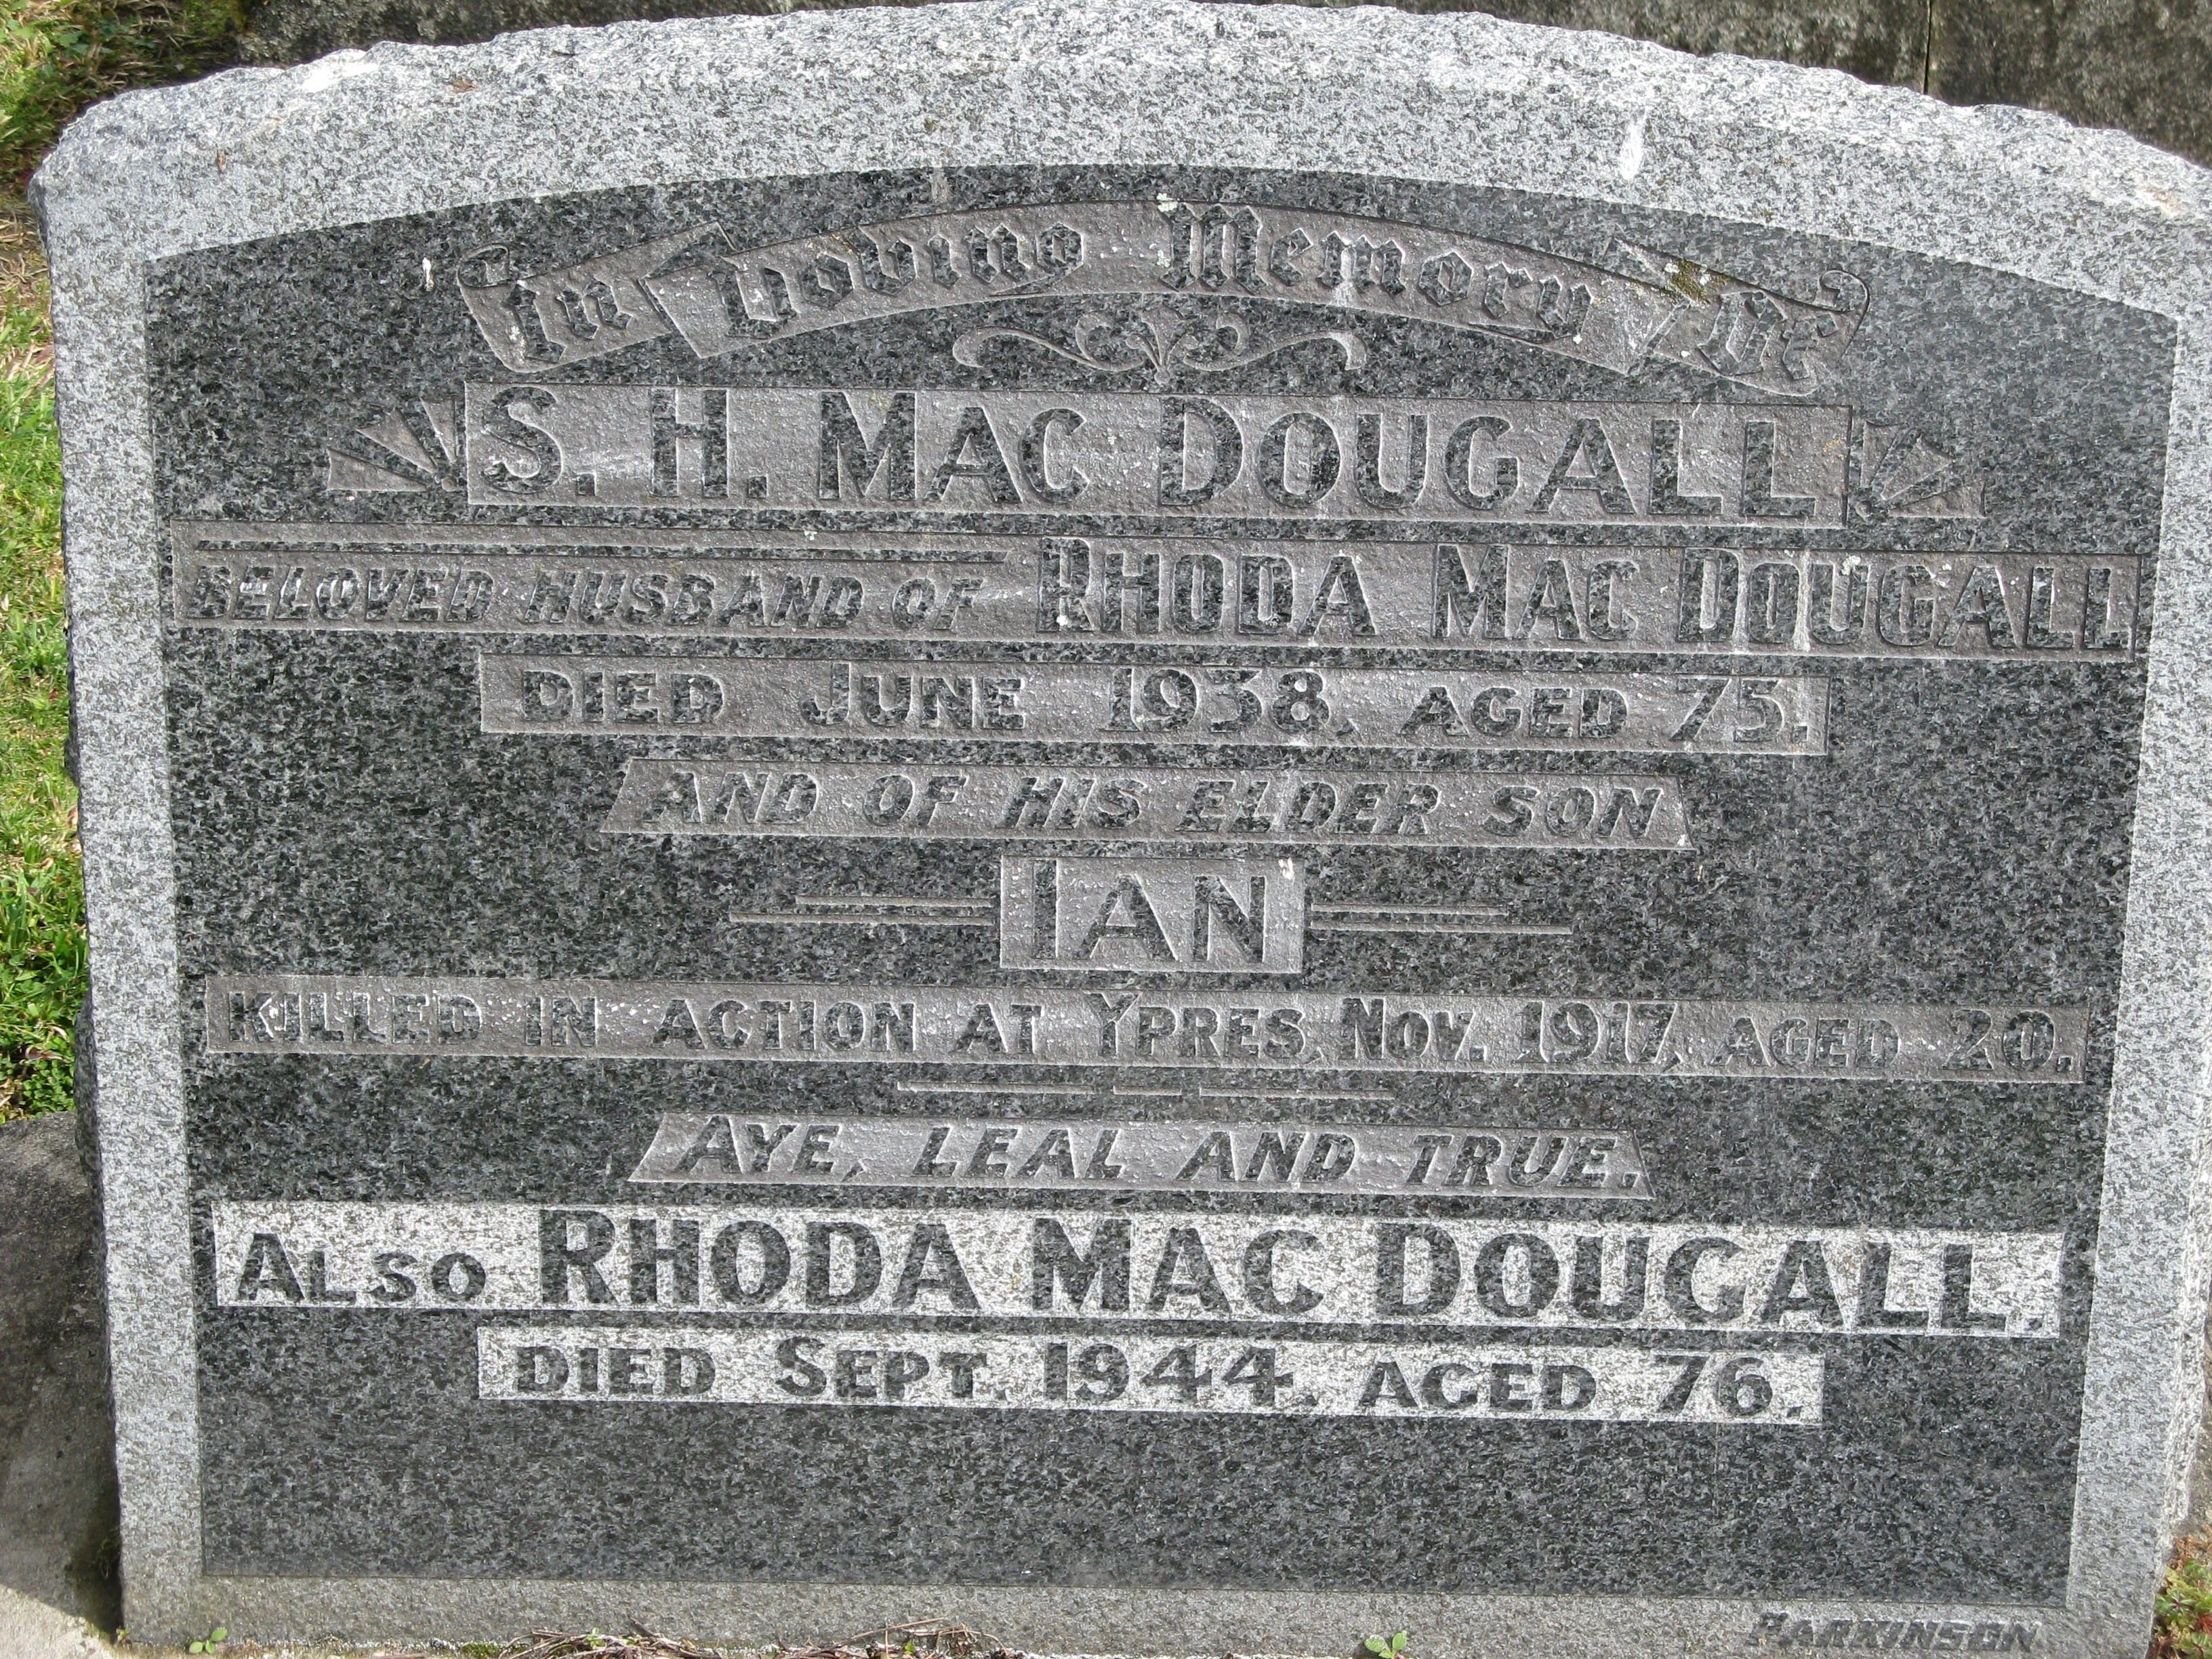 In Loving Memory Of
S. H. MAC DOUGALL
BELOVED HUSBAND OF RHODA MAC DOUGALL
DIED JUNE 1938, AGED 75.
AND OF HIS ELDER SON
IAN
KILLED IN ACTION AT YPRES, NOV. 1917, AGED 20.
AYE, LEAL AND TRUE.
ALSO RHODA MAC DOUGALL,
DIED SEPT. 1944, AGED 76.
PARKINSON